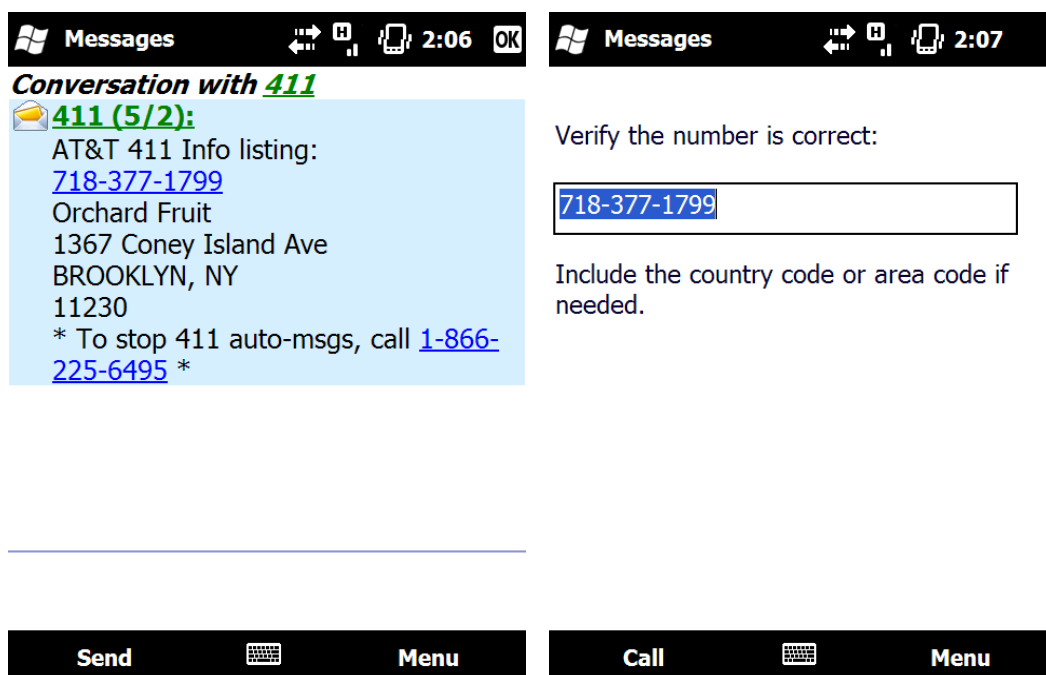 Messages
H
2:06
OK
Conversation with 411
411 (5/2):
AT&T 411 Info listing:
718-377-1799
Orchard Fruit
1367 Coney Island Ave
BROOKLYN, NY
11230
* To stop 411 auto-msgs, call 1-866-
225-6495 *
Send
Menu
Messages
H
2:07
Verify the number is correct:
718-377-1799
Include the country code or area code if
needed.
Call
Menu